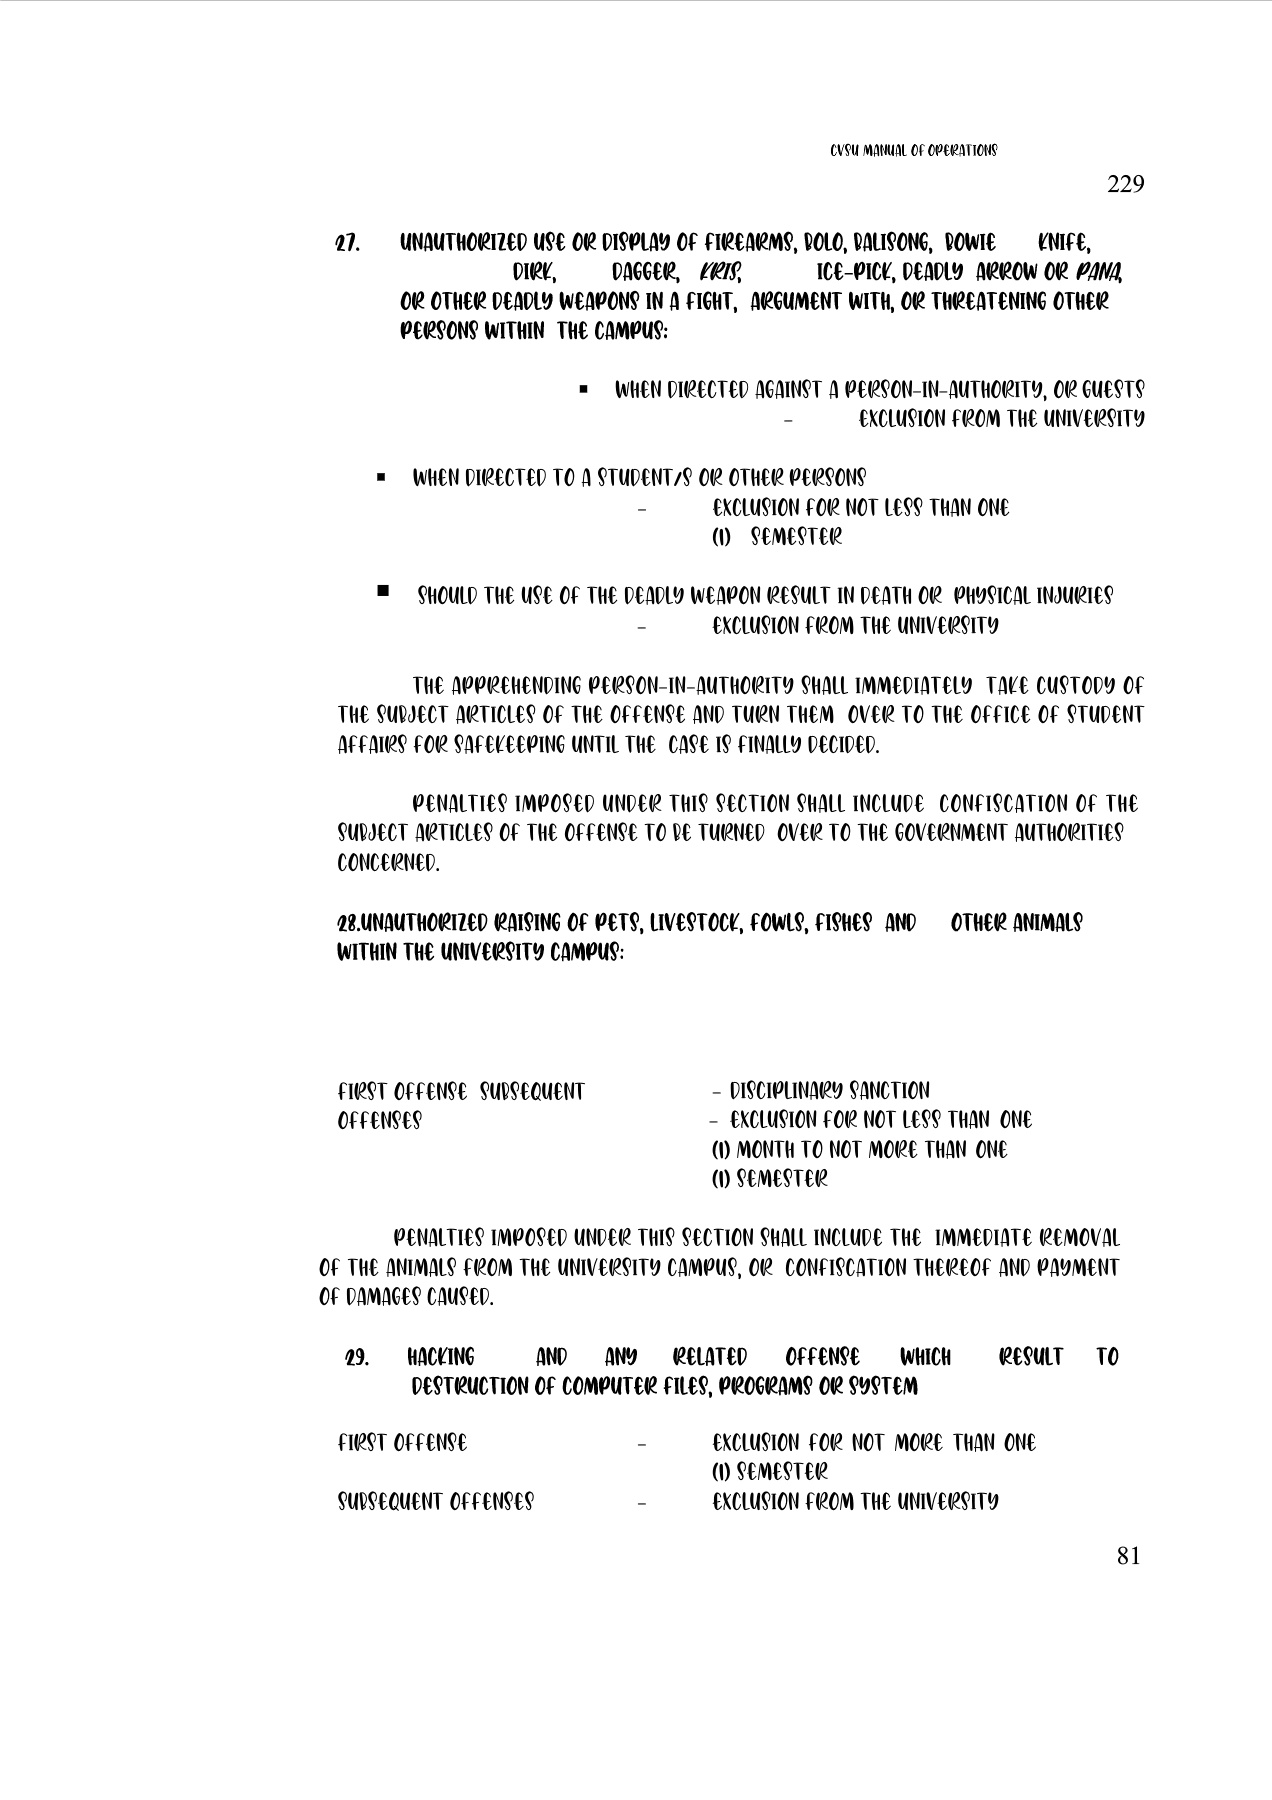 CVSU MANUAL OF OPERATIONS
229
27. UNAUTHORIZED USE OR DISPLAY OF FIREARMS, BOLO, BALISONG, BOWIE KNIFE,
DIRK, DAGGER, KRIS, ICE-PICK, DEADLY ARROW OR PANA,
OR OTHER DEADLY WEAPONS IN A FIGHT, ARGUMENT WITH, OR THREATENING OTHER
PERSONS WITHIN THE CAMPUS:
▪ WHEN DIRECTED AGAINST A PERSON-IN-AUTHORITY, OR GUESTS
– EXCLUSION FROM THE UNIVERSITY
▪ WHEN DIRECTED TO A STUDENT/S OR OTHER PERSONS
– EXCLUSION FOR NOT LESS THAN ONE
(1) SEMESTER
▪ SHOULD THE USE OF THE DEADLY WEAPON RESULT IN DEATH OR PHYSICAL INJURIES
– EXCLUSION FROM THE UNIVERSITY
THE APPREHENDING PERSON-IN-AUTHORITY SHALL IMMEDIATELY TAKE CUSTODY OF
THE SUBJECT ARTICLES OF THE OFFENSE AND TURN THEM OVER TO THE OFFICE OF STUDENT
AFFAIRS FOR SAFEKEEPING UNTIL THE CASE IS FINALLY DECIDED.
PENALTIES IMPOSED UNDER THIS SECTION SHALL INCLUDE CONFISCATION OF THE
SUBJECT ARTICLES OF THE OFFENSE TO BE TURNED OVER TO THE GOVERNMENT AUTHORITIES
CONCERNED.
28.UNAUTHORIZED RAISING OF PETS, LIVESTOCK, FOWLS, FISHES AND OTHER ANIMALS
WITHIN THE UNIVERSITY CAMPUS:
FIRST OFFENSE SUBSEQUENT – DISCIPLINARY SANCTION
OFFENSES – EXCLUSION FOR NOT LESS THAN ONE
(1) MONTH TO NOT MORE THAN ONE
(1) SEMESTER
PENALTIES IMPOSED UNDER THIS SECTION SHALL INCLUDE THE IMMEDIATE REMOVAL
OF THE ANIMALS FROM THE UNIVERSITY CAMPUS, OR CONFISCATION THEREOF AND PAYMENT
OF DAMAGES CAUSED.
29. HACKING AND ANY RELATED OFFENSE WHICH RESULT TO
DESTRUCTION OF COMPUTER FILES, PROGRAMS OR SYSTEM
FIRST OFFENSE – EXCLUSION FOR NOT MORE THAN ONE
(1) SEMESTER
SUBSEQUENT OFFENSES – EXCLUSION FROM THE UNIVERSITY
81